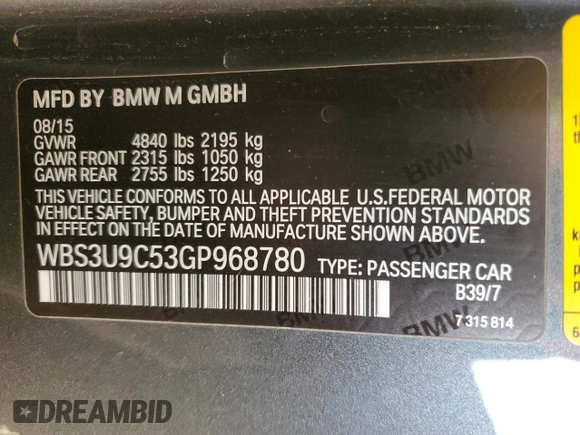 MFD BY BMW M GMBH
08/15
GVWR 4840 lbs 2195 kg
GAWR FRONT 2315 lbs 1050 kg
GAWR REAR 2755 lbs 1250 kg
THIS VEHICLE CONFORMS TO ALL APPLICABLE U.S.FEDERAL MOTOR
VEHICLE SAFETY, BUMPER AND THEFT PREVENTION STANDARDS
IN EFFECT ON THE DATE OF MANUFACTURE SHOWN ABOVE.
WBS3U9C53GP968780 TYPE: PASSENGER CAR
B39/7
7 315 814
BMW
BMW
DREAMBID